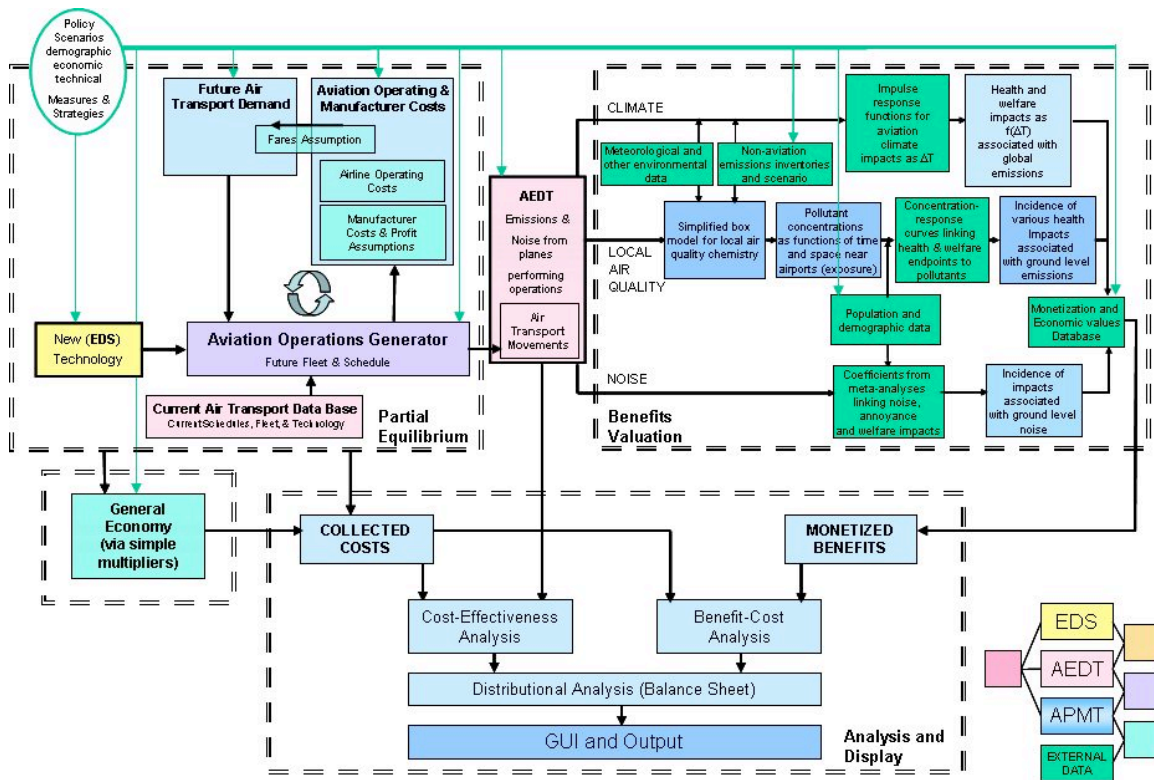 Policy
Scenarios
demographic
economic
technical
Measures &
Strategies
Future Air
Transport Demand
Aviation Operating &
Manufacturer Costs
Fares Assumption
Airline Operating
Costs
Manufacturer
Costs & Profit
Assumptions
New (EDS)
Technology
Aviation Operations Generator
Future Fleet & Schedule
Current Air Transport Data Base
Current Schedules, Fleet, & Technology
Partial
Equilibrium
AEDT
Emissions &
Noise from
planes
performing
operations
Air
Transport
Movements
CLIMATE
LOCAL
AIR
QUALITY
NOISE
Meteorological and
other environmental
data
Non-aviation
emissions inventories
and scenario
Impulse
response
functions for
aviation
climate
impacts as ΔT
Health and
welfare
impacts as
f(ΔT)
associated with
global
emissions
Simplified box
model for local air
quality chemistry
Pollutant
concentrations
as functions of time
and space near
airports (exposure)
Concentration-
response
curves linking
health & welfare
endpoints to
pollutants
Incidence of
various health
Impacts
associated with
ground level
emissions
Population and
demographic data
Monetization and
Economic values
Database
Coefficients from
meta-analyses
linking noise,
annoyance
and welfare impacts
Incidence of
impacts
associated
with ground level
noise
Benefits
Valuation
General
Economy
(via simple
multipliers)
COLLECTED
COSTS
MONETIZED
BENEFITS
Cost-Effectiveness
Analysis
Benefit-Cost
Analysis
Distributional Analysis (Balance Sheet)
GUI and Output
Analysis and
Display
EDS
AEDT
APMT
EXTERNAL
DATA